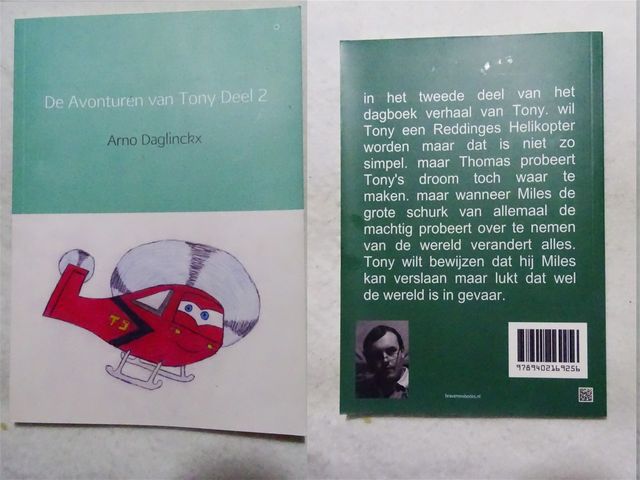 De Avonturen van Tony Deel 2
Arno Daglinckx
T5
in het tweede deel van het
dagboek verhaal van Tony. wil
Tony een Reddinges Helikopter
worden maar dat is niet zo
simpel. maar Thomas probeert
Tony's droom toch waar te
maken. maar wanneer Miles de
grote schurk van allemaal de
machtig probeert over te nemen
van de wereld verandert alles.
Tony wilt bewijzen dat hij Miles
kan verslaan maar lukt dat wel
de wereld is in gevaar.
9789402169256
bravenewbooks.nl